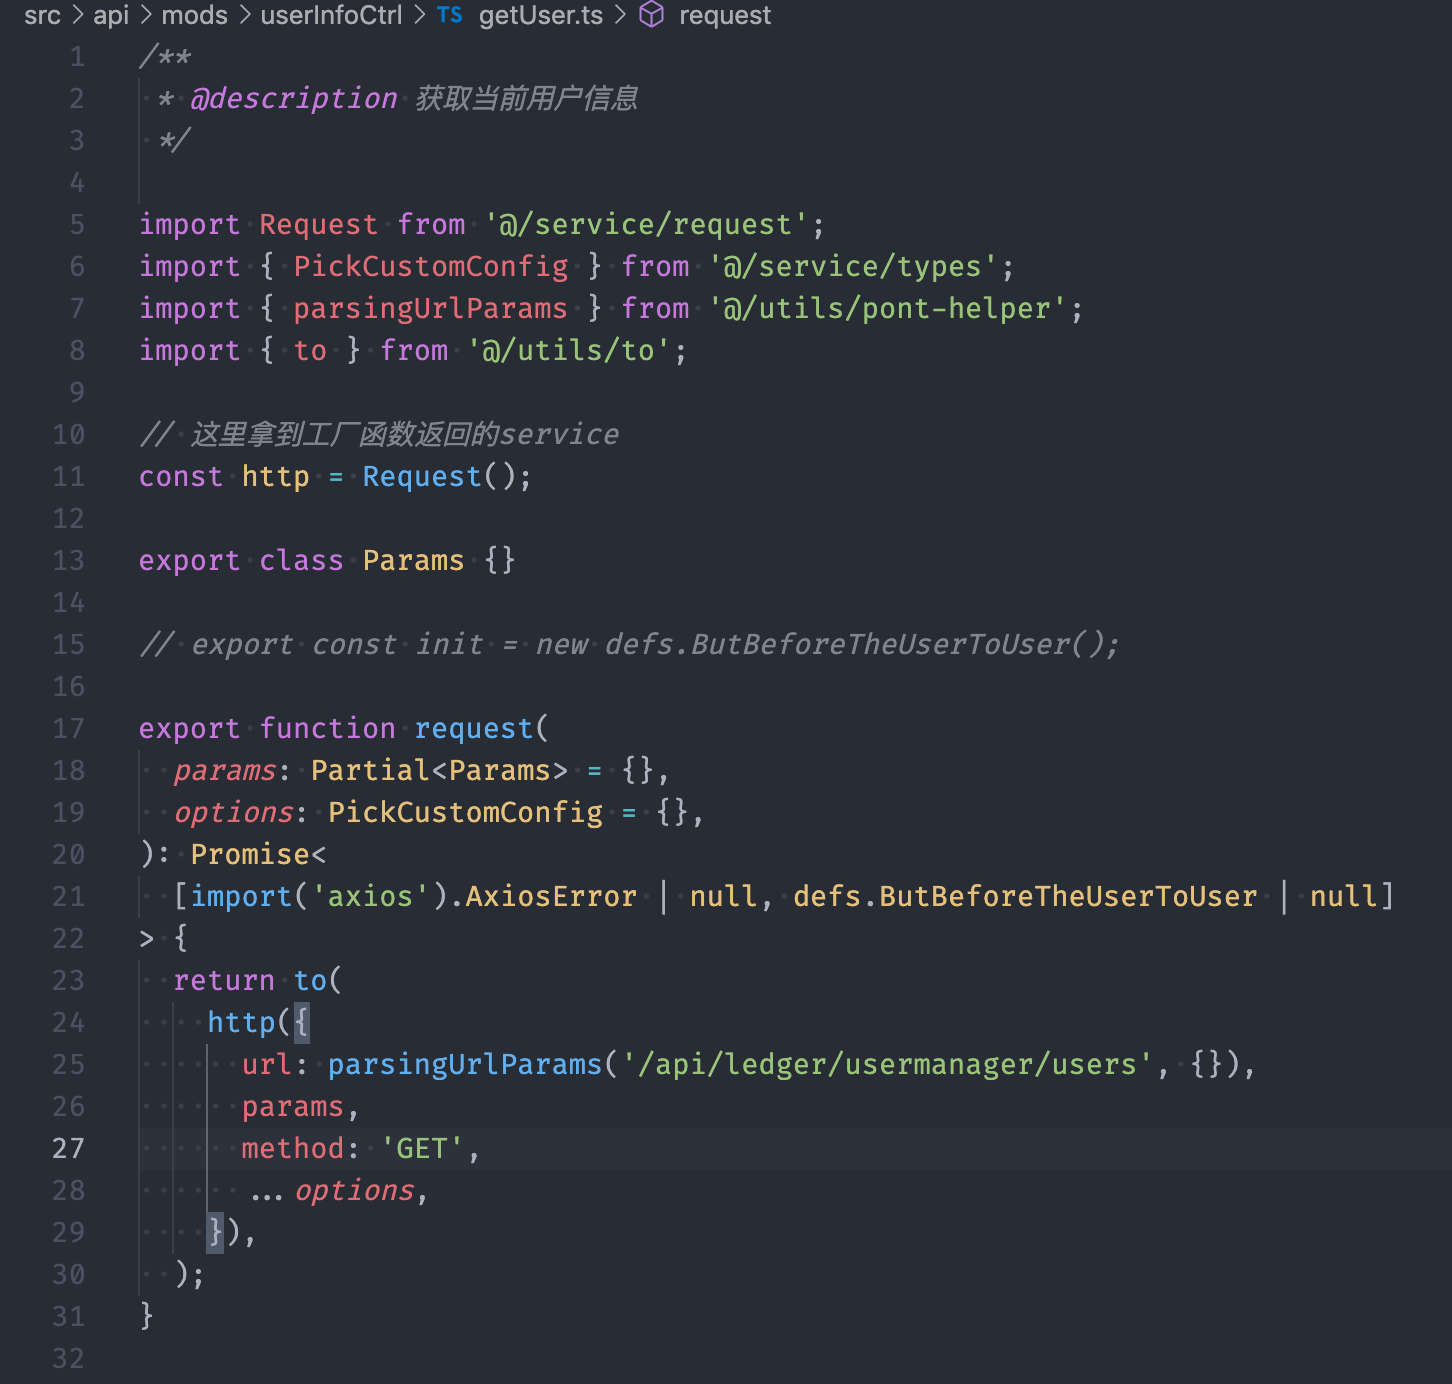 src > api > mods > userInfoCtrl > TS getUser.ts > request
1 /**
2  * @description 获取当前用户信息
3  */
4
5 import Request from '@/service/request';
6 import { PickCustomConfig } from '@/service/types';
7 import { parsingUrlParams } from '@/utils/pont-helper';
8 import { to } from '@/utils/to';
9
10 // 这里拿到工厂函数返回的service
11 const http = Request();
12
13 export class Params {}
14
15 // export const init = new defs.ButBeforeTheUserToUser();
16
17 export function request(
18   params: Partial<Params> = {},
19   options: PickCustomConfig = {},
20 ): Promise<
21   [import('axios').AxiosError | null, defs.ButBeforeTheUserToUser | null]
22 > {
23   return to(
24     http({
25       url: parsingUrlParams('/api/ledger/usermanager/users', {}),
26       params,
27       method: 'GET',
28       ...options,
29     }),
30   );
31 }
32